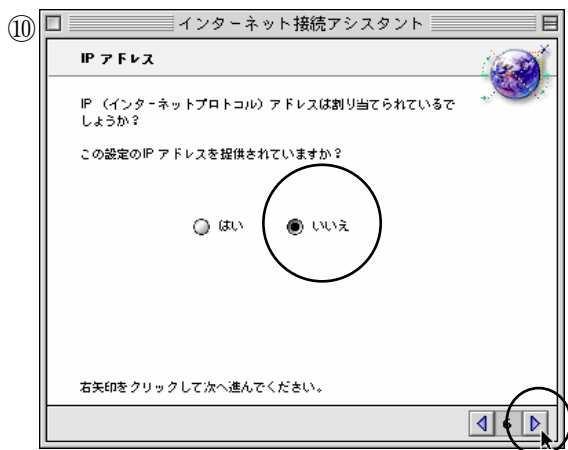 ⑩
インターネット接続アシスタント
IP アドレス
IP （インターネットプロトコル）アドレスは割り当てられているで
しょうか？
この設定のIP アドレスを提供されていますか？
はい いいえ
右矢印をクリックして次へ進んでください。
6